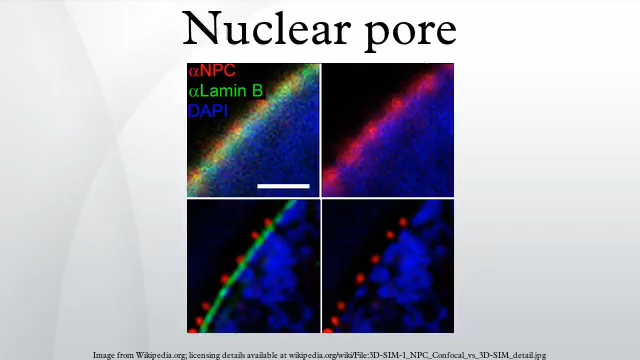 Nuclear pore
αNPC
αLamin B
DAPI
Image from Wikipedia.org; licensing details available at wikipedia.org/wiki/File:3D-SIM-1_NPC_Confocal_vs_3D-SIM_detail.jpg